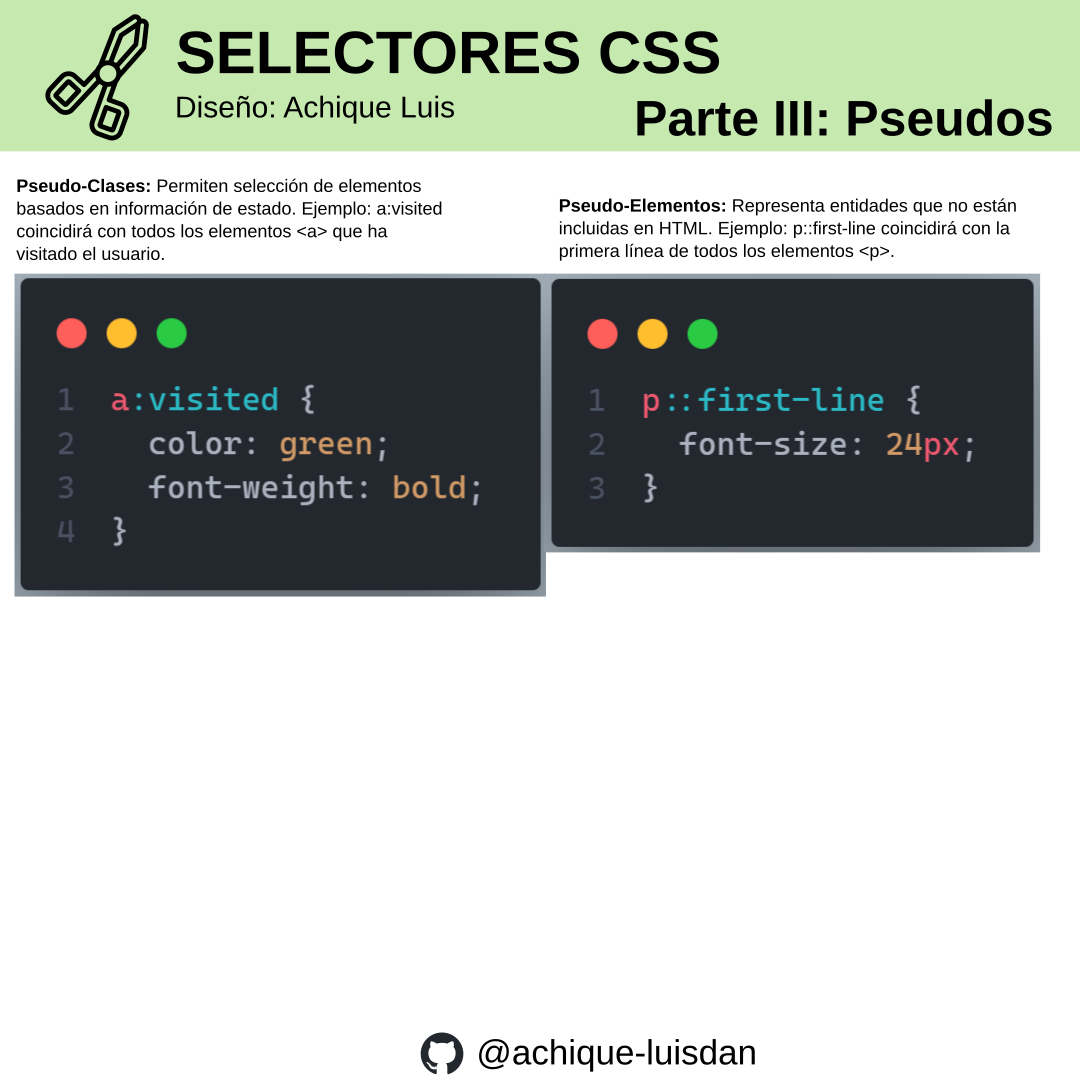 SELECTORES CSS
Diseño: Achique Luis
Parte III: Pseudos
Pseudo-Clases: Permiten selección de elementos
basados en información de estado. Ejemplo: a:visited
coincidirá con todos los elementos <a> que ha
visitado el usuario.
1 a:visited {
2   color: green;
3   font-weight: bold;
4 }
Pseudo-Elementos: Representa entidades que no están
incluidas en HTML. Ejemplo: p::first-line coincidirá con la
primera línea de todos los elementos <p>.
1 p::first-line {
2   font-size: 24px;
3 }
@achique-luisdan